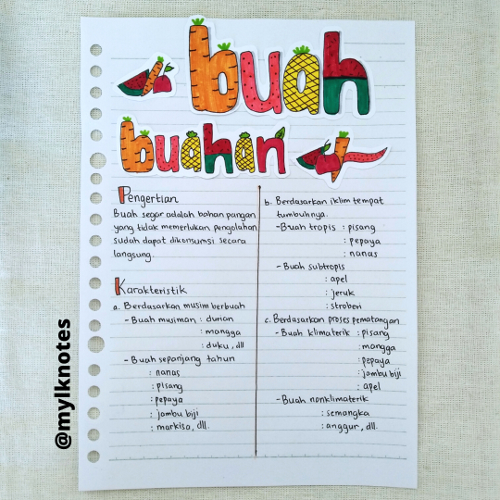 buah
buahan
Pengertian
Buah segar adalah bahan pangan
yang tidak memerlukan pengolahan
sudah dapat dikonsumsi secara
langsung.
Karakteristik
a. Berdasarkan musim berbuah
- Buah musiman : durian
: mangga
: duku, dll
- Buah sepanjang tahun
: nanas
: pisang
: pepaya
: jambu biji
: markisa, dll.
b. Berdasarkan iklim tempat
tumbuhnya.
- Buah tropis : pisang
: pepaya
: nanas
- Buah subtropis
: apel
: jeruk
: stroberi
c. Berdasarkan proses pematangan
- Buah klimaterik : pisang
: mangga
: pepaya
: jambu biji
: apel
- Buah nonklimaterik
: semangka
: anggur, dll.
@mylknotes